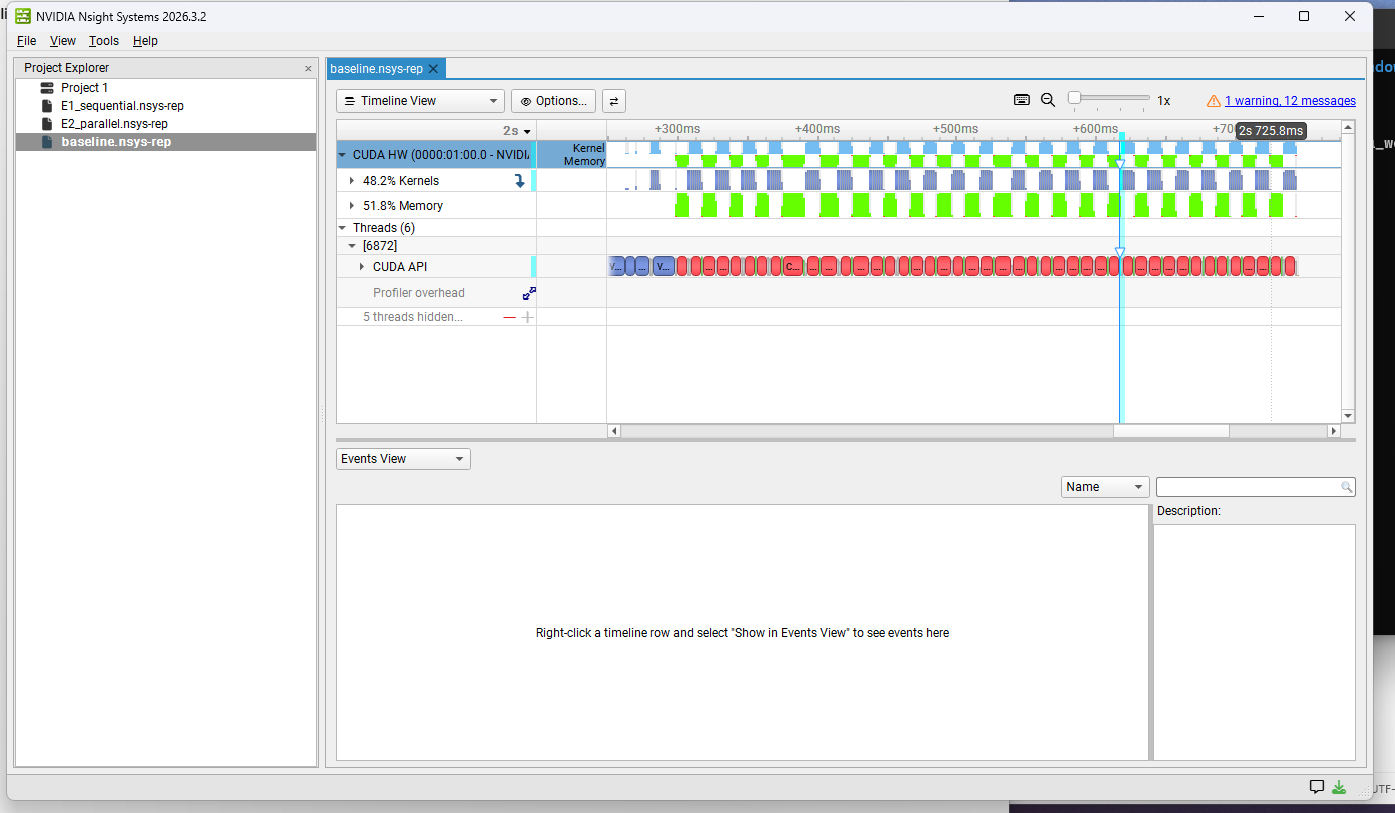 NVIDIA Nsight Systems 2026.3.2
File View Tools Help
Project Explorer
Project 1
E1_sequential.nsys-rep
E2_parallel.nsys-rep
baseline.nsys-rep
baseline.nsys-rep
Timeline View
Options...
1x
1 warning, 12 messages
2s
+300ms +400ms +500ms +600ms +70
2s 725.8ms
CUDA HW (0000:01:00.0 - NVIDI
Kernel
Memory
48.2% Kernels
51.8% Memory
Threads (6)
[6872]
CUDA API
v... ... v... ... ... ... c... ... ... ... ... ... ... ... ... ... ... ... ... ... ... ... ... ... ... ...
Profiler overhead
5 threads hidden...
Events View
Name
Description:
Right-click a timeline row and select "Show in Events View" to see events here
UTF-